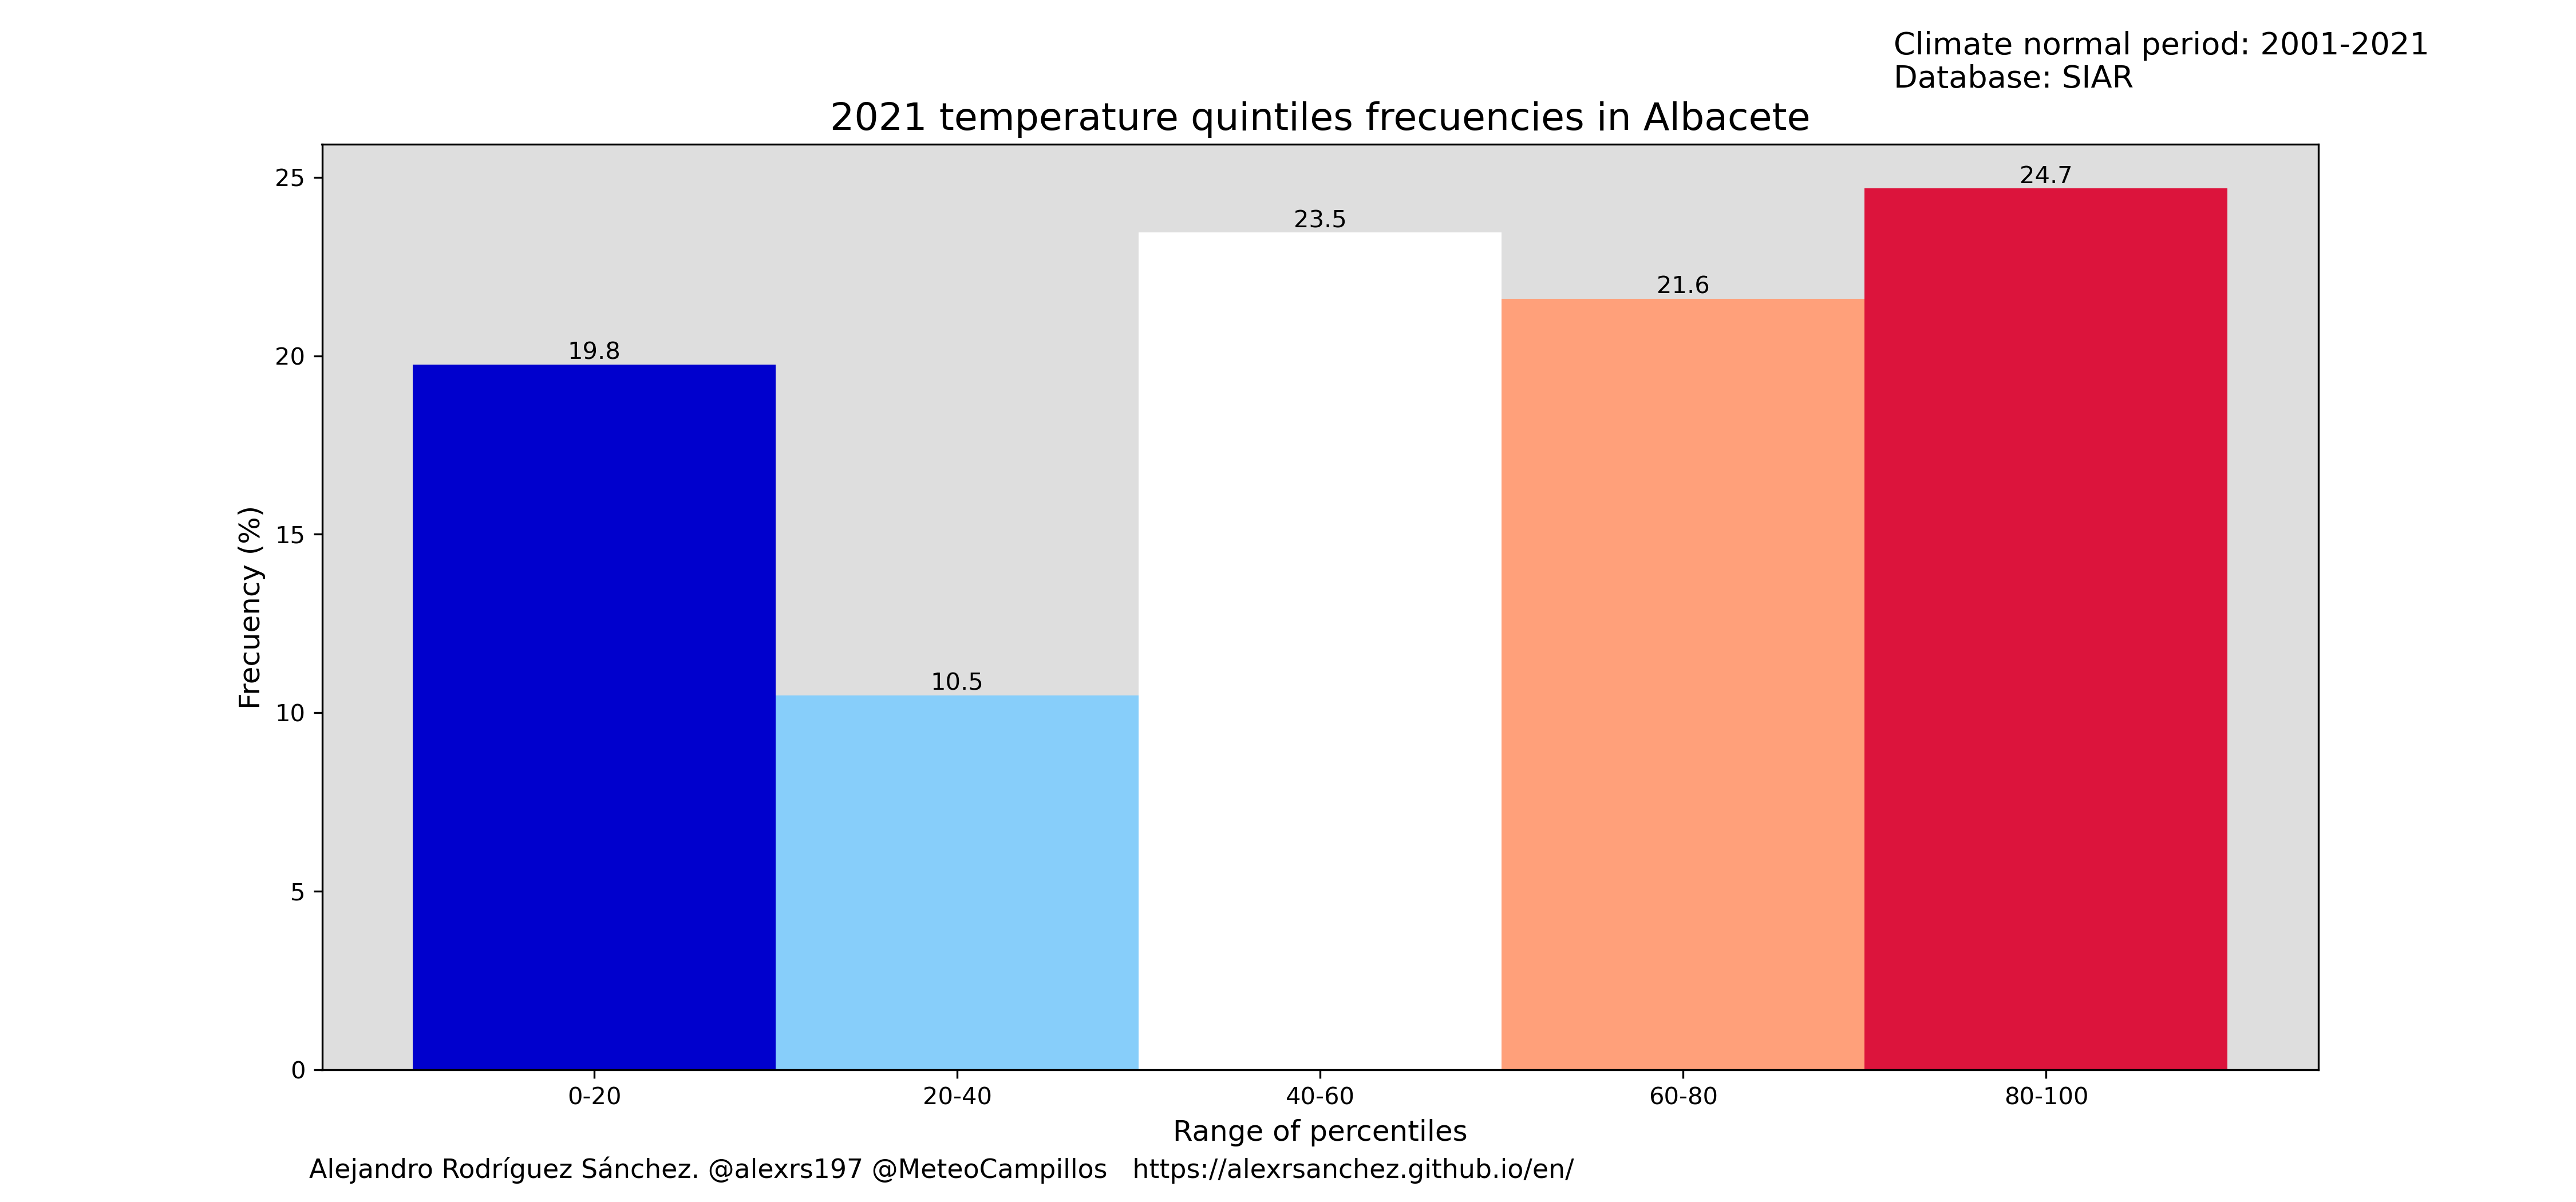 Climate normal period: 2001-2021
Database: SIAR
2021 temperature quintiles frecuencies in Albacete
25
20
15
10
5
0
Frecuency (%)
19.8
10.5
23.5
21.6
24.7
0-20
20-40
40-60
60-80
80-100
Range of percentiles
Alejandro Rodríguez Sánchez. @alexrs197 @MeteoCampillos https://alexrsanchez.github.io/en/